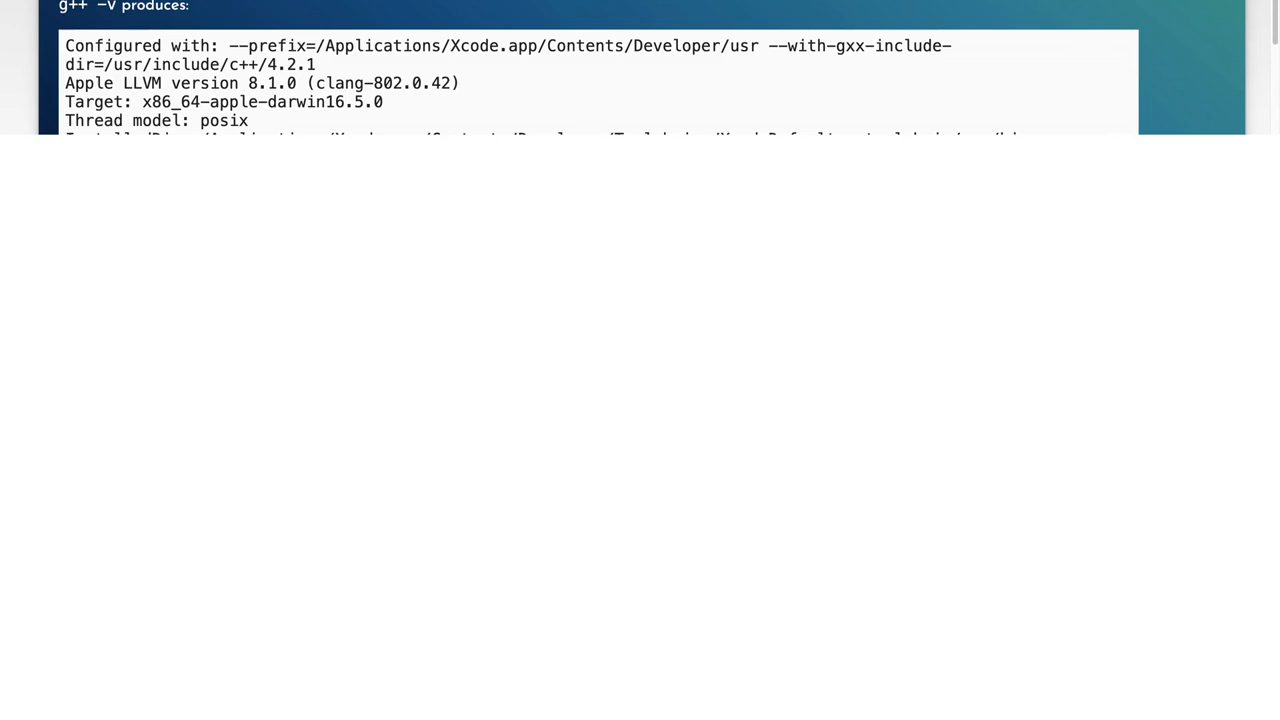 g++ -v produces:
Configured with: --prefix=/Applications/Xcode.app/Contents/Developer/usr --with-gxx-include-
dir=/usr/include/c++/4.2.1
Apple LLVM version 8.1.0 (clang-802.0.42)
Target: x86_64-apple-darwin16.5.0
Thread model: posix